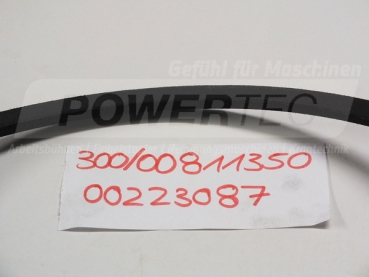 Gefühl für Maschinen
POWERTEC
300/00811350
00223087